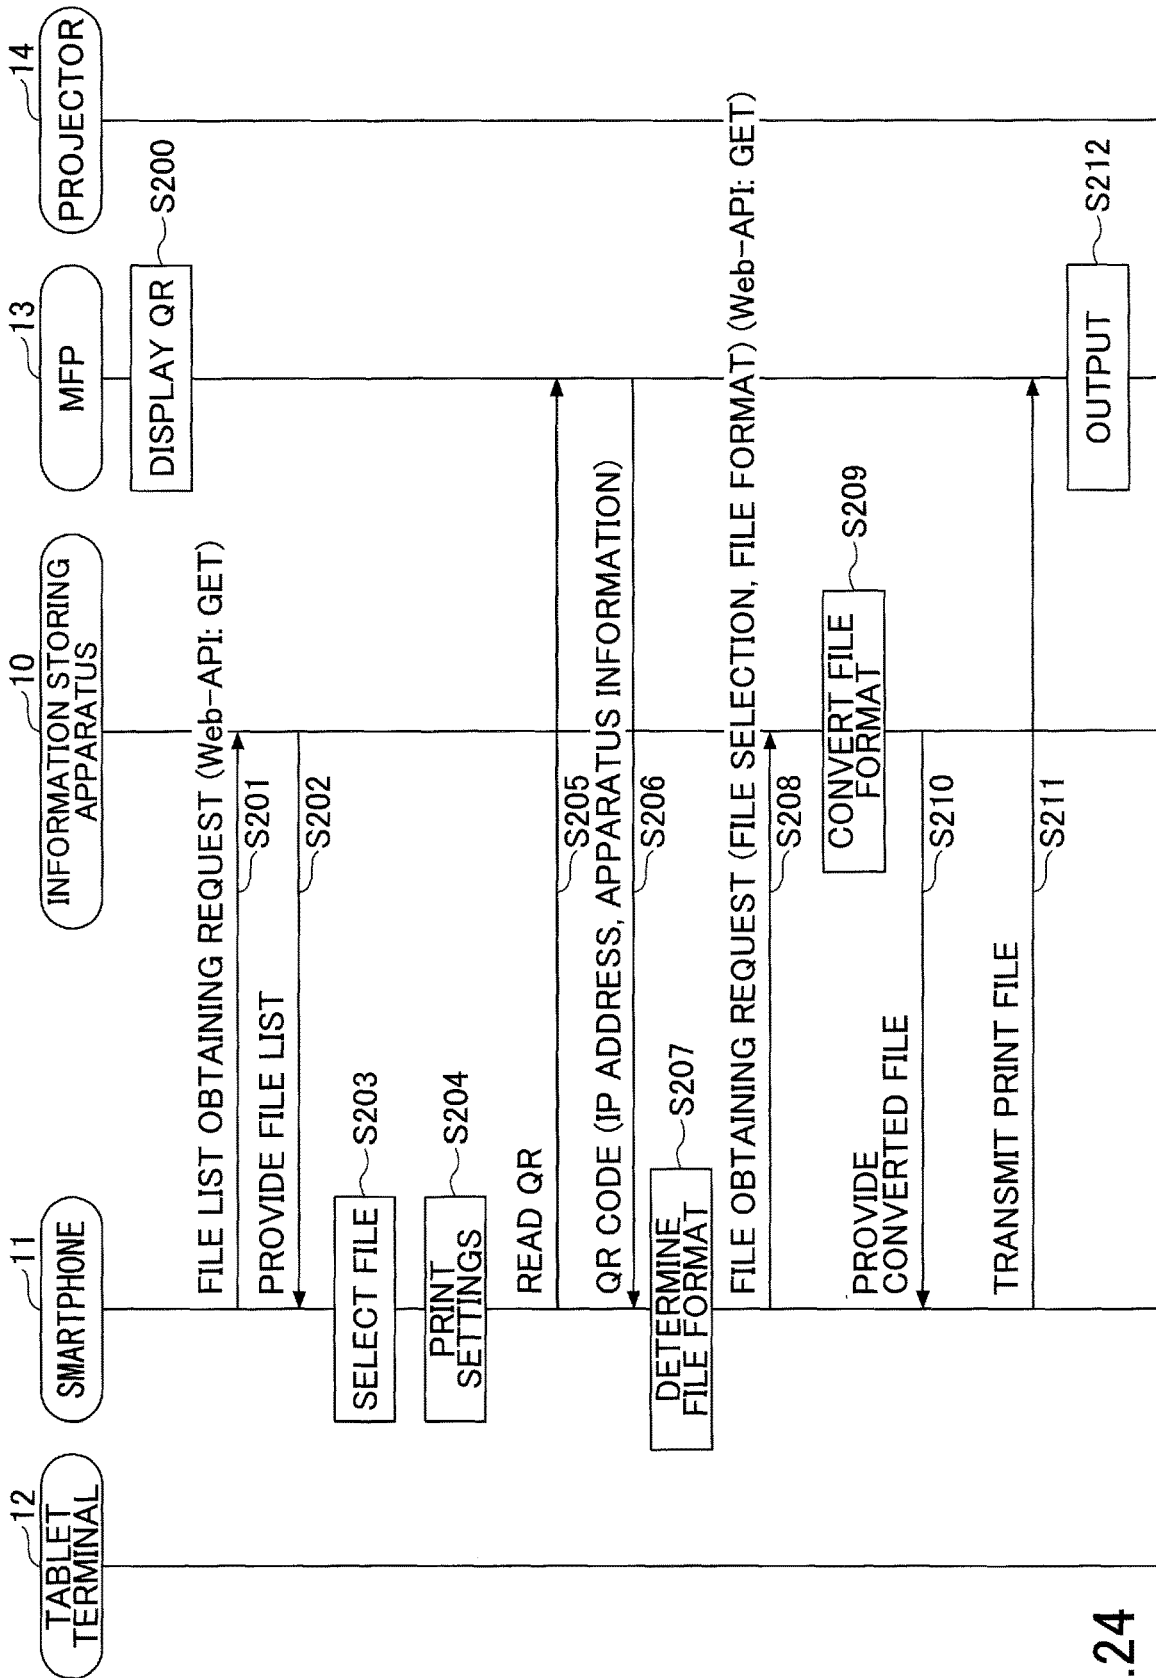 12
TABLET
TERMINAL
11
SMARTPHONE
10
INFORMATION STORING
APPARATUS
13
MFP
14
PROJECTOR
DISPLAY QR
S200
FILE LIST OBTAINING REQUEST (Web-API: GET)
S201
PROVIDE FILE LIST
S202
SELECT FILE
S203
PRINT
SETTINGS
S204
READ QR
S205
QR CODE (IP ADDRESS, APPARATUS INFORMATION)
S206
DETERMINE
FILE FORMAT
S207
FILE OBTAINING REQUEST (FILE SELECTION, FILE FORMAT) (Web-API: GET)
S208
CONVERT FILE
FORMAT
S209
PROVIDE
CONVERTED FILE
S210
TRANSMIT PRINT FILE
S211
OUTPUT
S212
.24